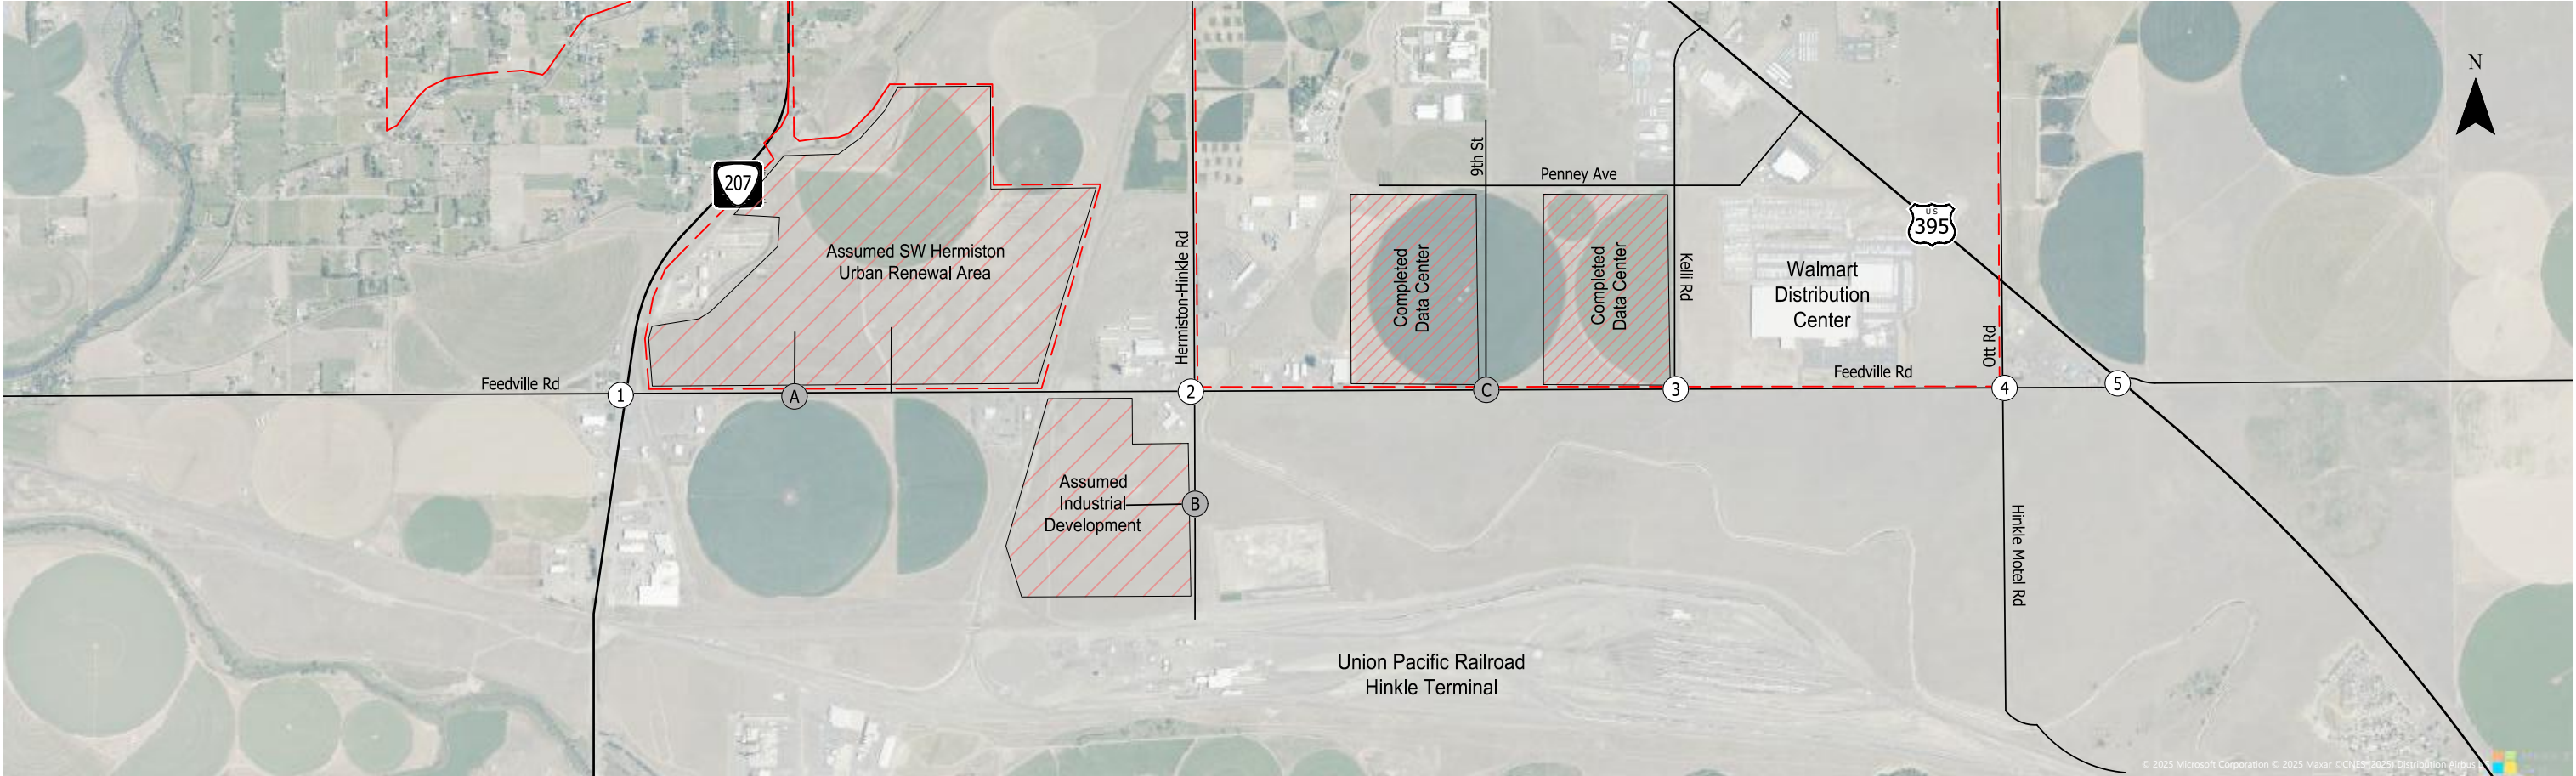 N
207
9th St
Penney Ave
US
395
Assumed SW Hermiston
Urban Renewal Area
Hermiston-Hinkle Rd
Completed
Data Center
Completed
Data Center
Kelli Rd
Walmart
Distribution
Center
Ott Rd
Feedville Rd
Feedville Rd
1
A
2
C
3
4
5
Assumed
Industrial
Development
B
Hinkle Motel Rd
Union Pacific Railroad
Hinkle Terminal
© 2025 Microsoft Corporation © 2025 Maxar ©CNES (2025) Distribution Airbus